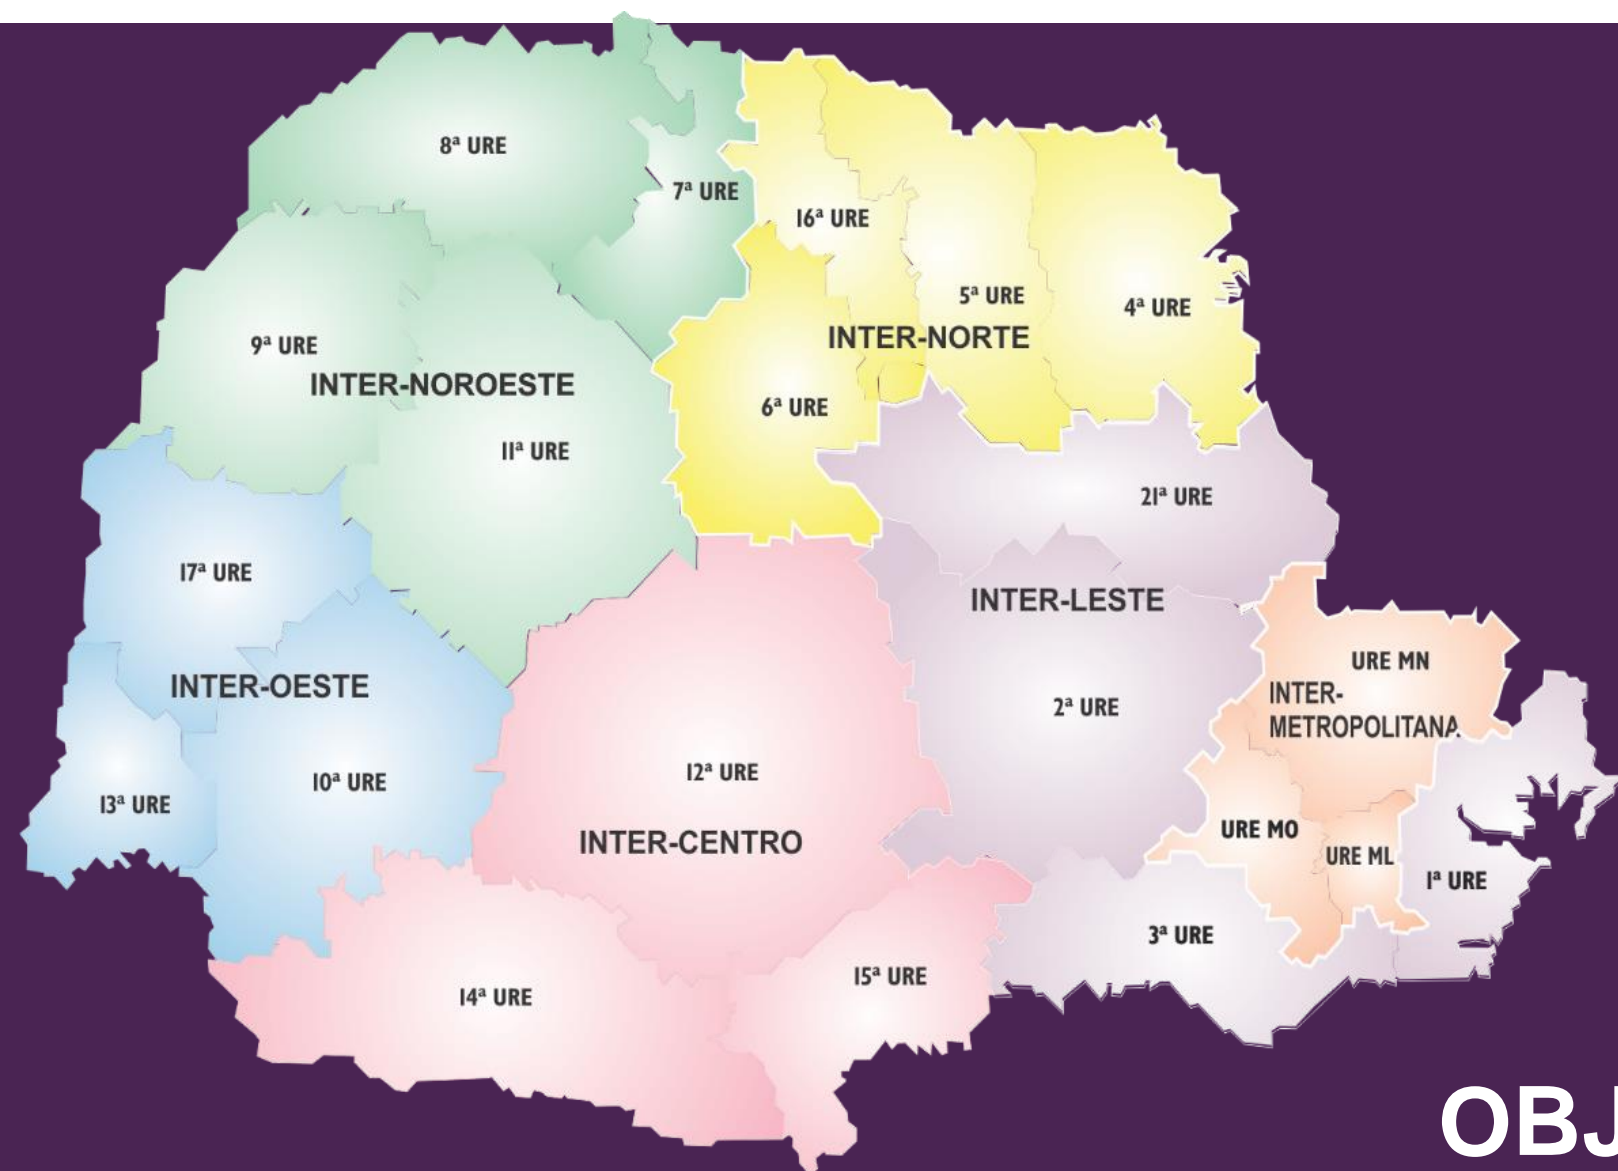 8ª URE
7ª URE
16ª URE
5ª URE
4ª URE
INTER-NORTE
9ª URE
INTER-NOROESTE
6ª URE
11ª URE
21ª URE
17ª URE
INTER-LESTE
URE MN
INTER-OESTE
INTER-
METROPOLITANA
2ª URE
12ª URE
10ª URE
13ª URE
URE MO
INTER-CENTRO
URE ML
1ª URE
3ª URE
15ª URE
14ª URE
OBJ